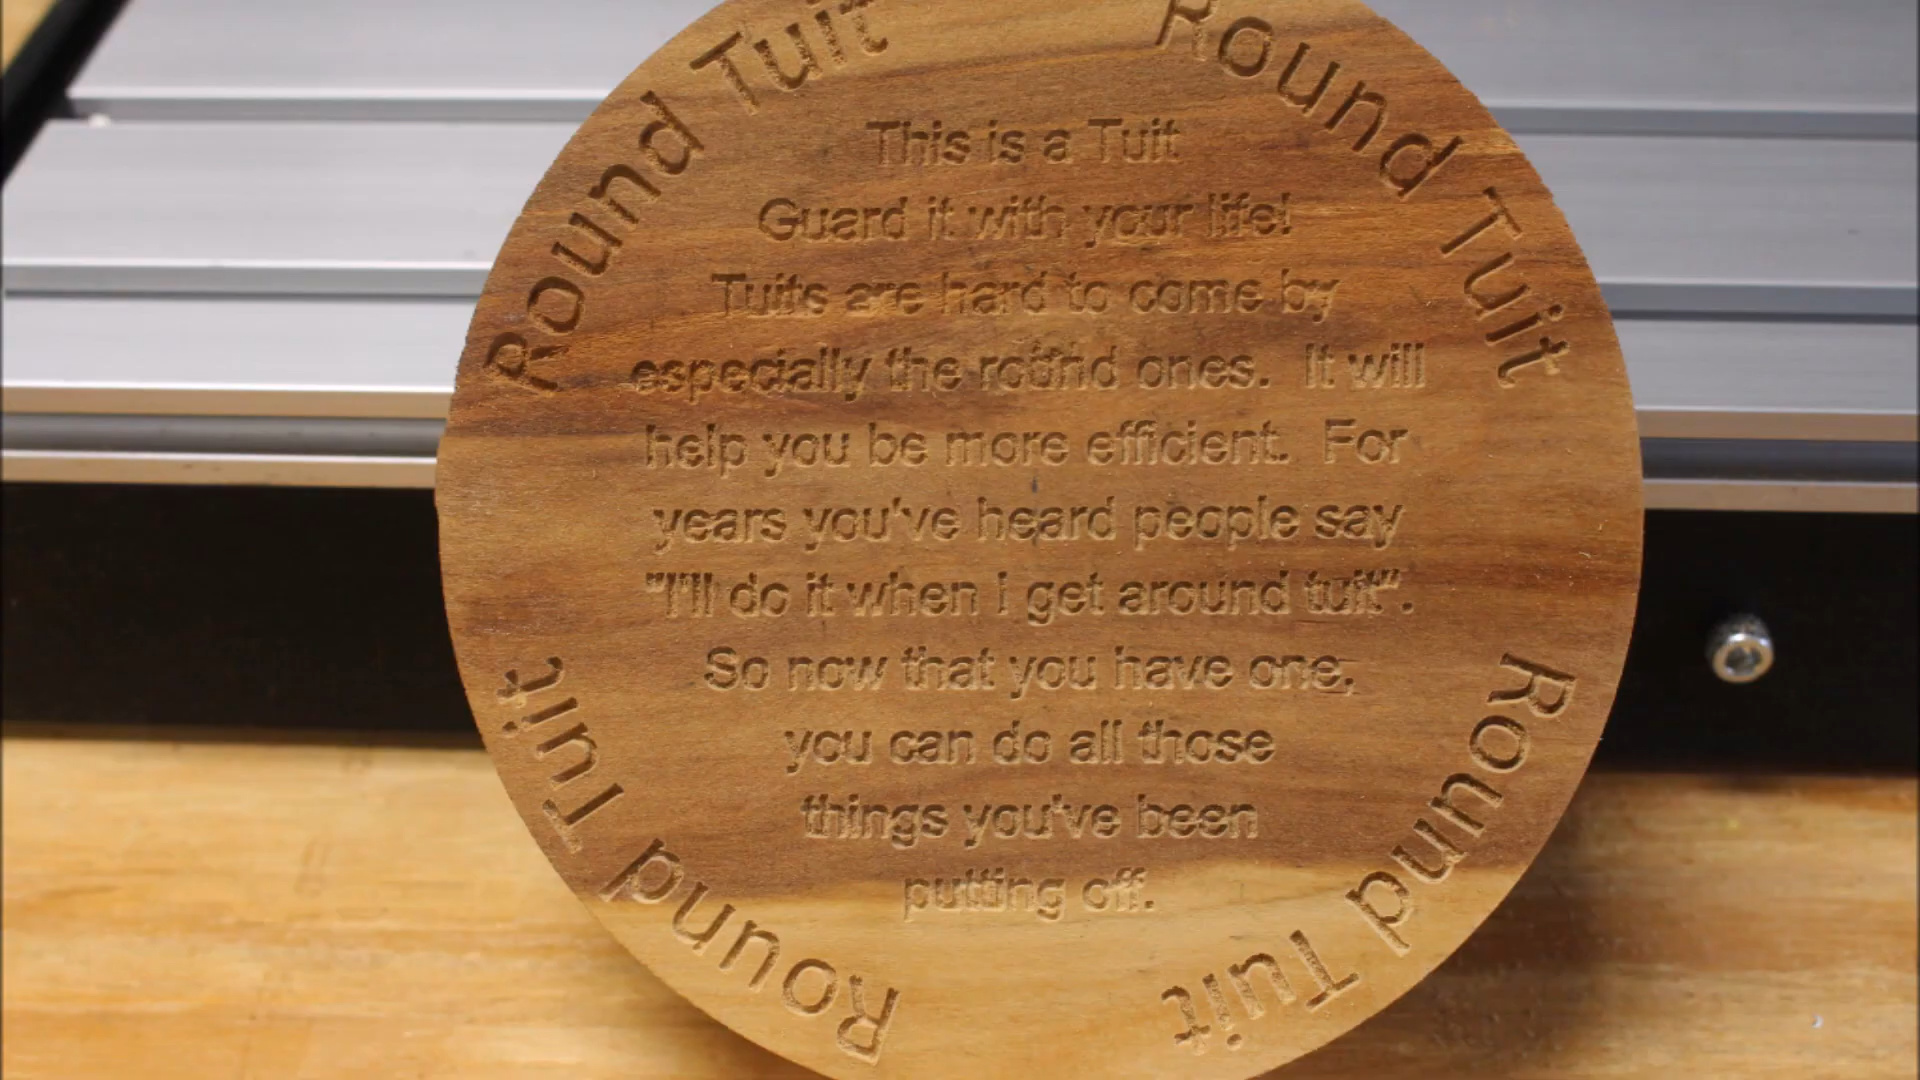 Round Tuit
Round Tuit
This is a Tuit
Guard it with your life!
Tuits are hard to come by
especially the round ones. It will
help you be more efficient. For
years you've heard people say
"I'll do it when I get around tuit".
So now that you have one,
you can do all those
things you've been
putting off.
Round Tuit
Round Tuit